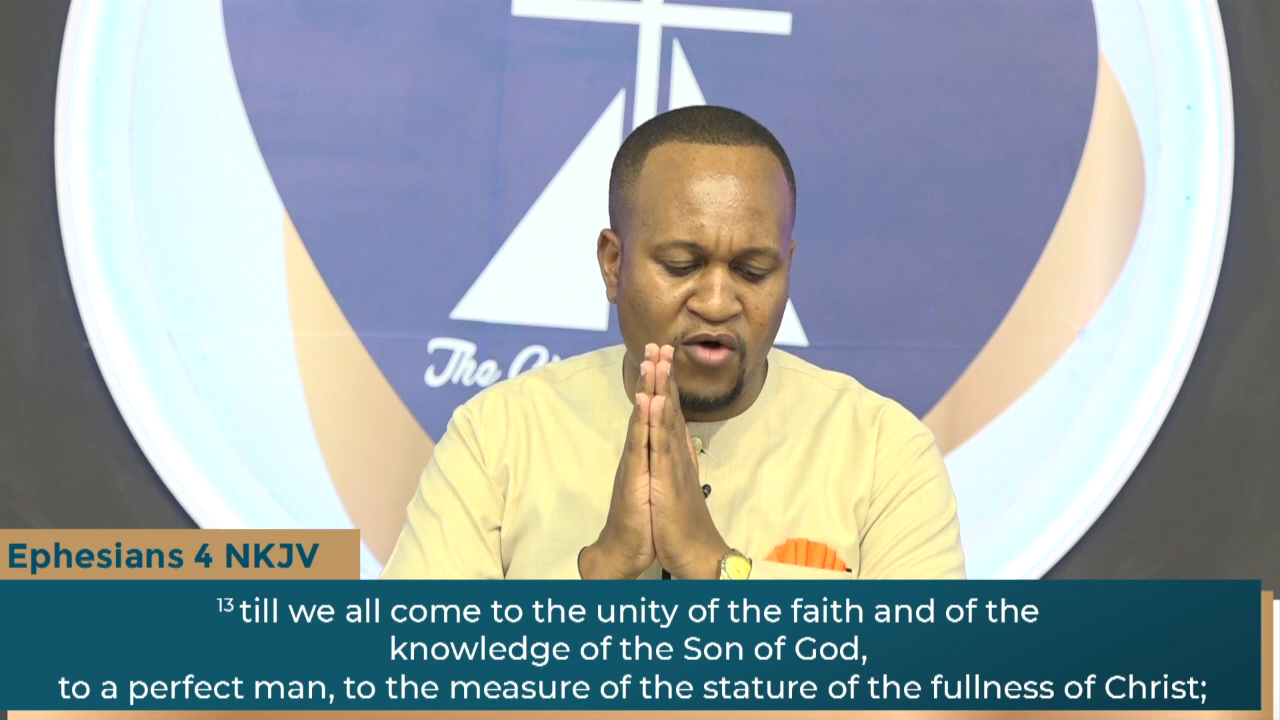 The
Ephesians 4 NKJV
13 till we all come to the unity of the faith and of the
knowledge of the Son of God,
to a perfect man, to the measure of the stature of the fullness of Christ;